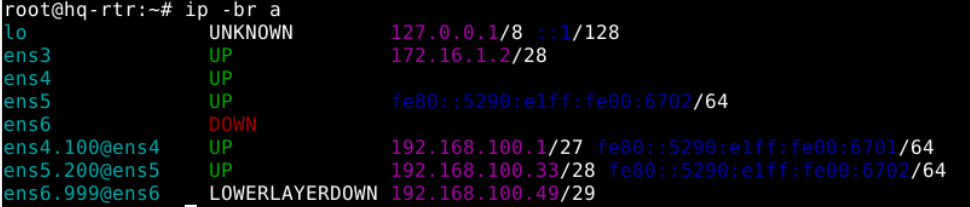 root@hq-rtr:~# ip -br a
lo UNKNOWN 127.0.0.1/8 ::1/128
ens3 UP 172.16.1.2/28
ens4 UP
ens5 UP fe80::5290:e1ff:fe00:6702/64
ens6 DOWN
ens4.100@ens4 UP 192.168.100.1/27 fe80::5290:e1ff:fe00:6701/64
ens5.200@ens5 UP 192.168.100.33/28 fe80::5290:e1ff:fe00:6702/64
ens6.999@ens6 LOWERLAYERDOWN 192.168.100.49/29